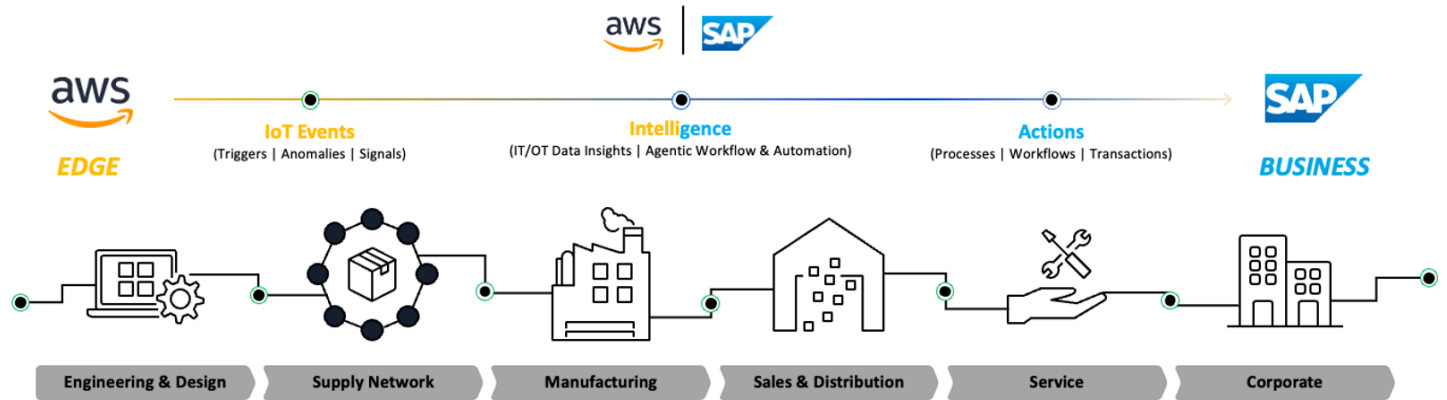 aws | SAP
aws
SAP
IoT Events
Intelligence
Actions
(Triggers | Anomalies | Signals)
(IT/OT Data Insights | Agentic Workflow & Automation)
(Processes | Workflows | Transactions)
EDGE
BUSINESS
Engineering & Design
Supply Network
Manufacturing
Sales & Distribution
Service
Corporate